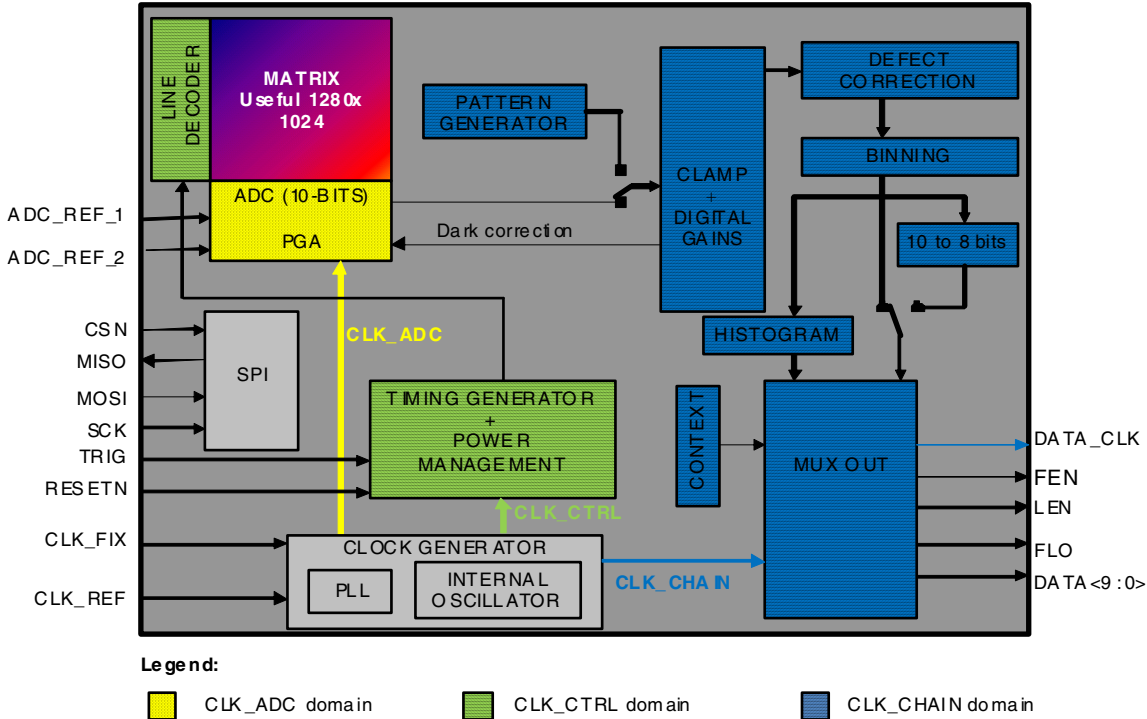 LINE
DECODER
MATRIX
Useful 1280x
1024
ADC (10-BITS)
PGA
PATTERN
GENERATOR
CLAMP
+
DIGITAL
GAINS
DEFECT
CORRECTION
BINNING
10 to 8 bits
Dark correction
HISTOGRAM
ADC_REF_1
ADC_REF_2
CSN
MISO
MOSI
SCK
SPI
TRIG
RESETN
CLK_FIX
CLK_REF
CLK_ADC
TIMING GENERATOR
+
POWER
MANAGEMENT
CLK_CTRL
CLOCK GENERATOR
PLL
INTERNAL
OSCILLATOR
CLK_CHAIN
CONTEXT
MUX OUT
DATA_CLK
FEN
LEN
FLO
DATA<9:0>
Legend:
CLK_ADC domain
CLK_CTRL domain
CLK_CHAIN domain